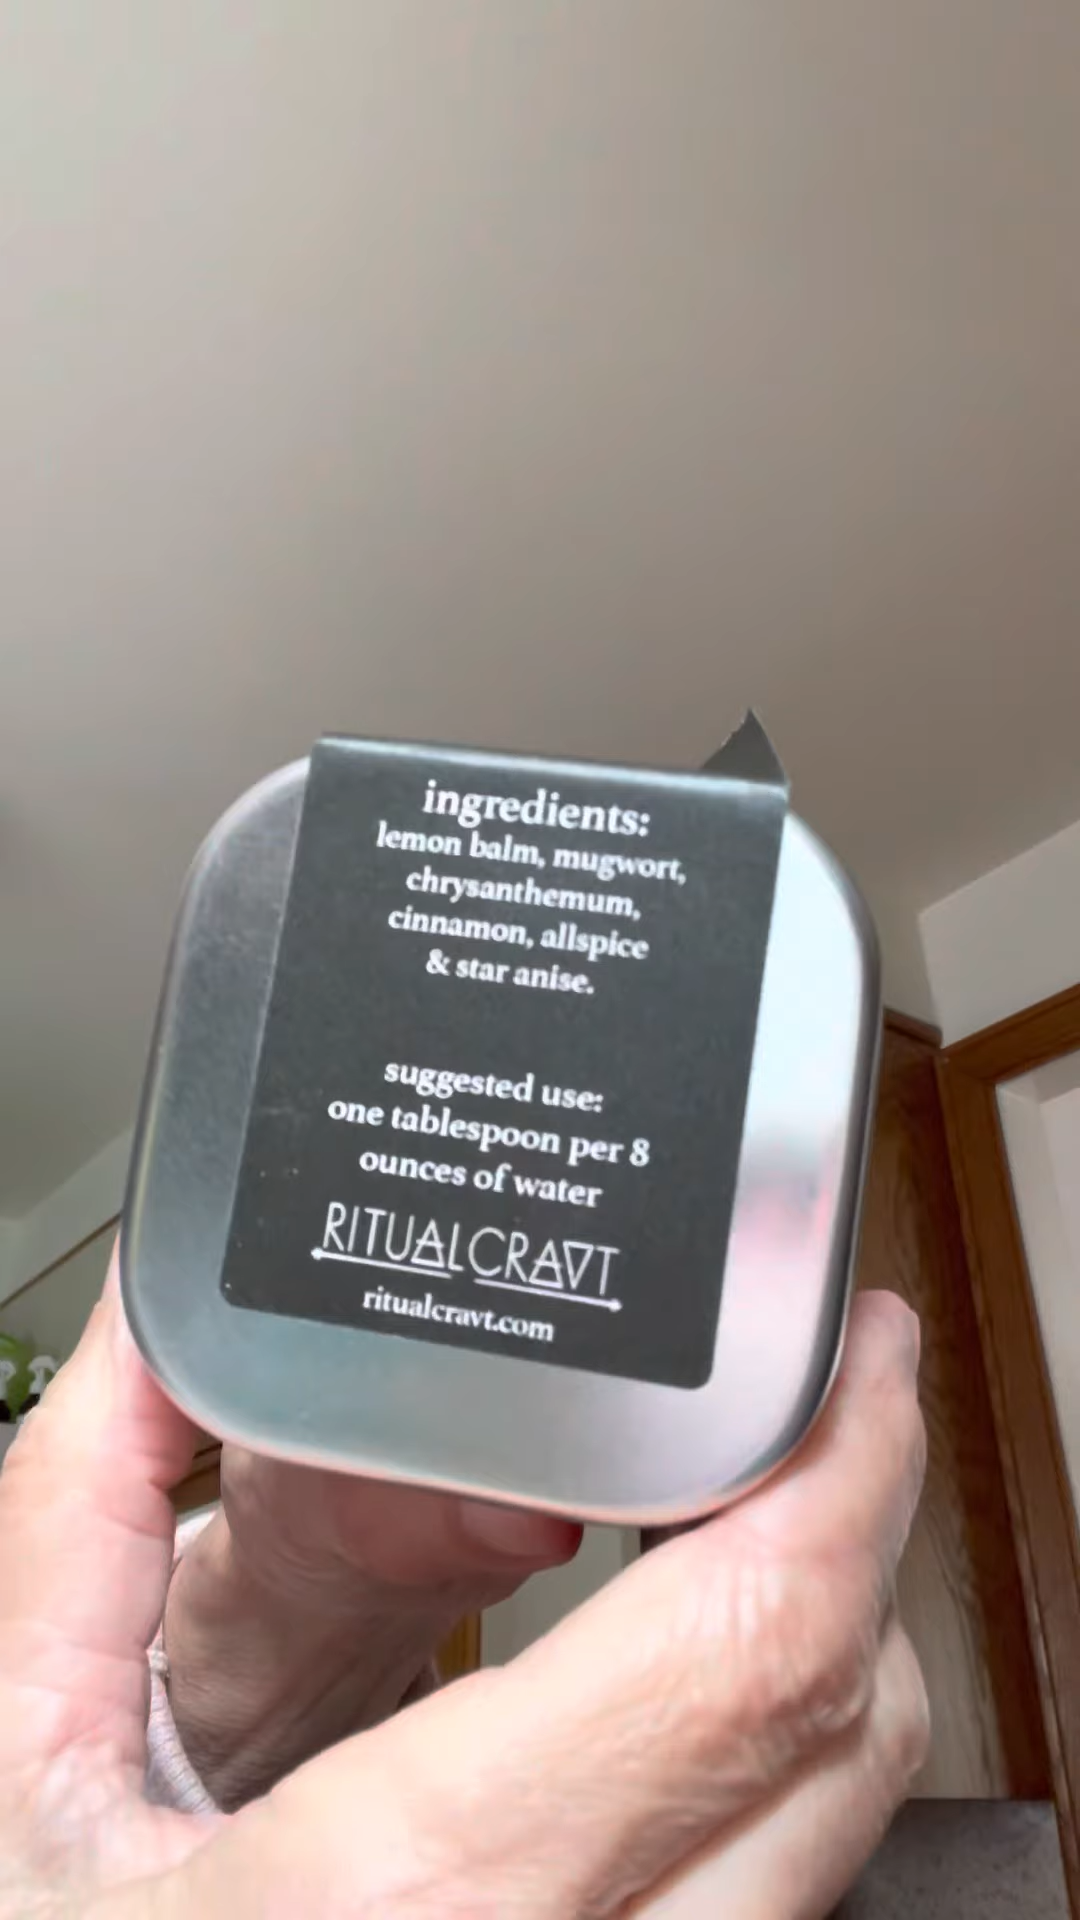 ingredients:
lemon balm, mugwort,
chrysanthemum,
cinnamon, allspice
& star anise.
suggested use:
one tablespoon per 8
ounces of water
RITUALCRAVT
ritualcravt.com